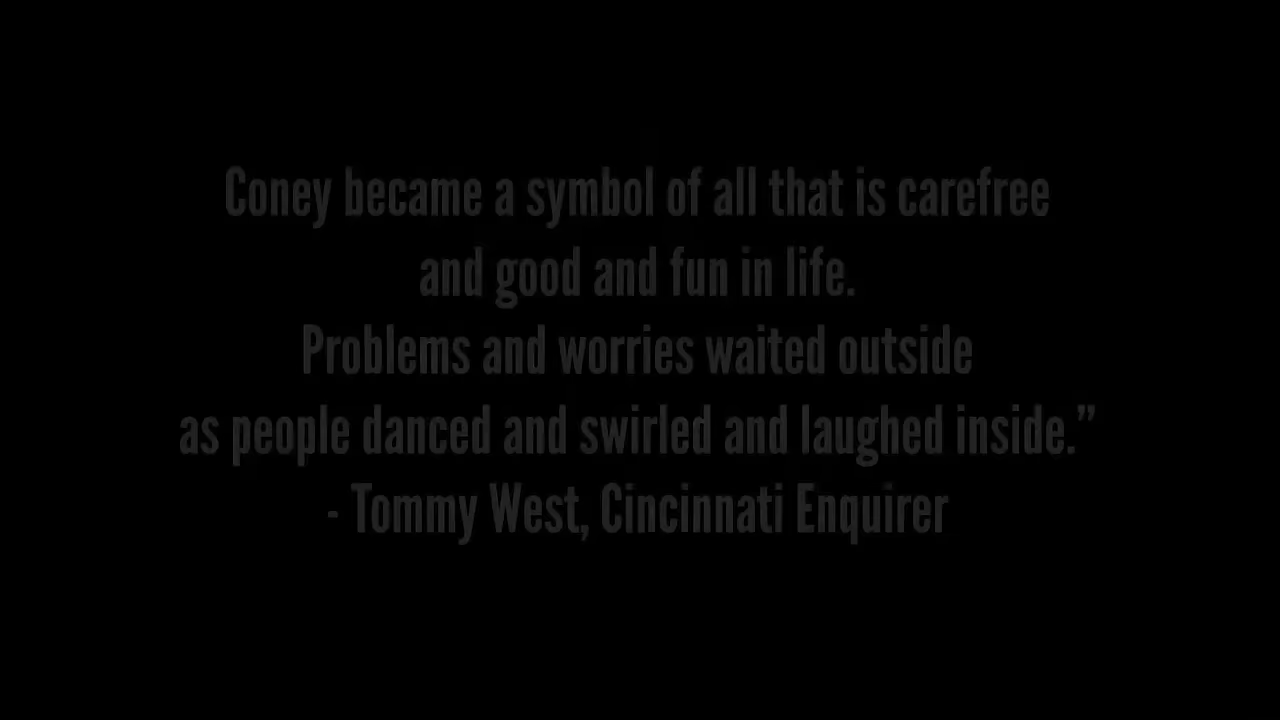 Coney became a symbol of all that is carefree
and good and fun in life.
Problems and worries waited outside
as people danced and swirled and laughed inside.”
- Tommy West, Cincinnati Enquirer